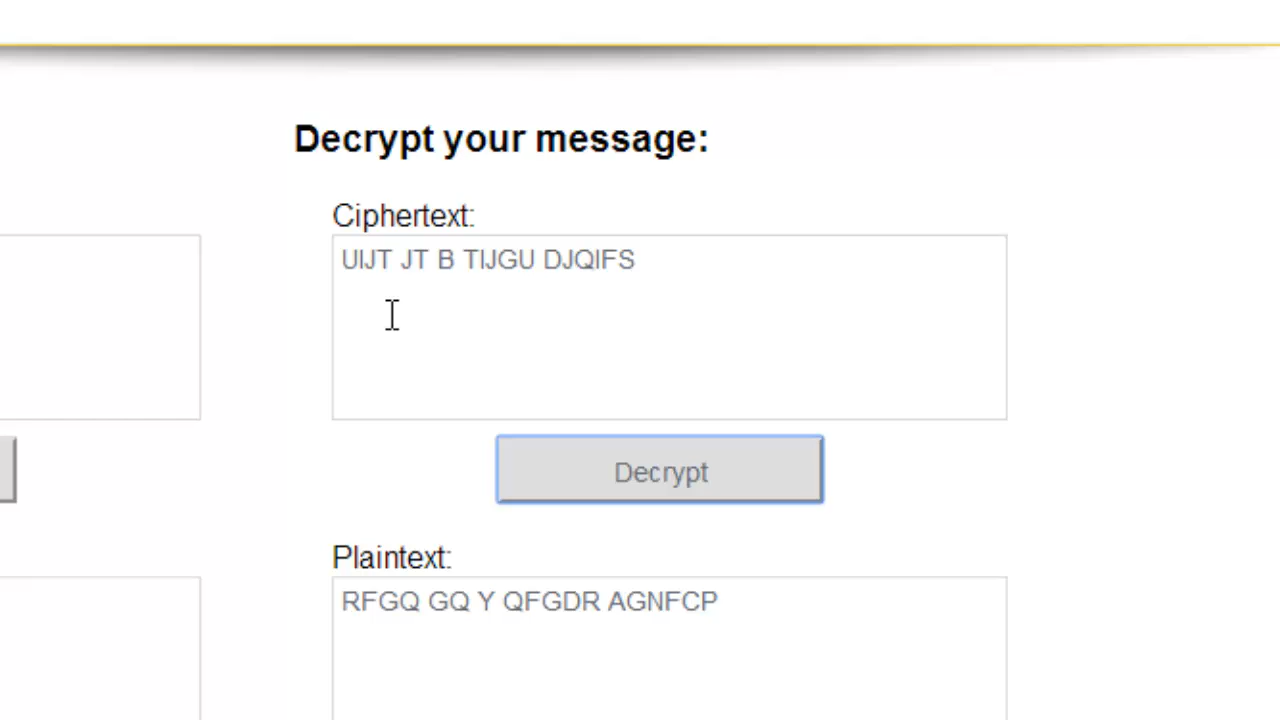 Decrypt your message:
Ciphertext:
UIJT JT B TIJGU DJQIFS
Decrypt
Plaintext:
RFGQ GQ Y QFGDR AGNFCP